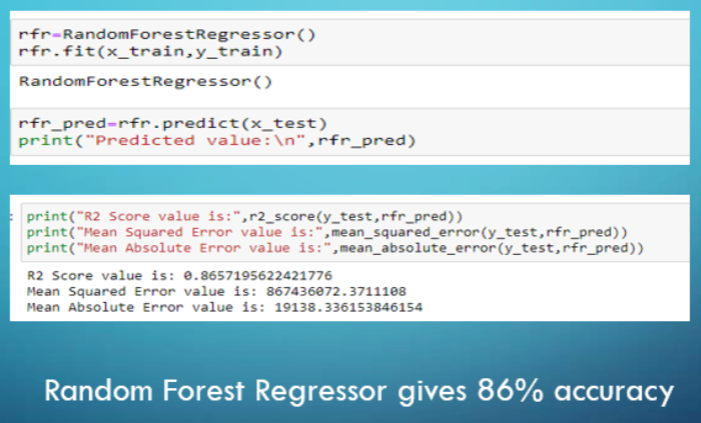 rfr=RandomForestRegressor()
rfr.fit(x_train,y_train)
RandomForestRegressor()
rfr_pred=rfr.predict(x_test)
print("Predicted value:\n",rfr_pred)
: print("R2 Score value is:",r2_score(y_test,rfr_pred))
print("Mean Squared Error value is:",mean_squared_error(y_test,rfr_pred))
print("Mean Absolute Error value is:",mean_absolute_error(y_test,rfr_pred))
R2 Score value is: 0.8657195622421776
Mean Squared Error value is: 867436072.3711108
Mean Absolute Error value is: 19138.336153846154
Random Forest Regressor gives 86% accuracy